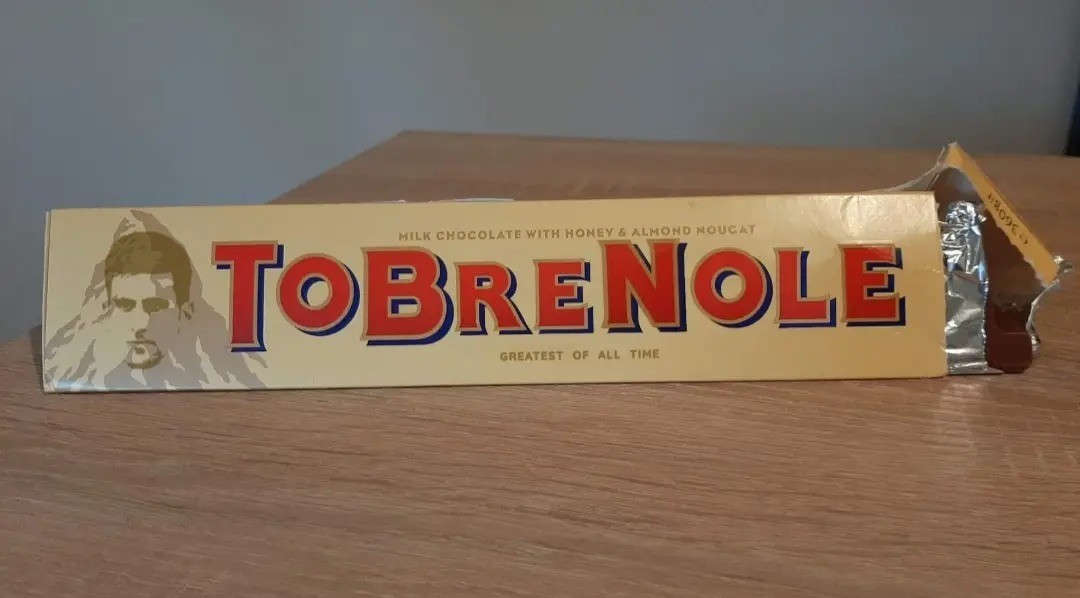 MILK CHOCOLATE WITH HONEY & ALMOND NOUGAT
TOBRENOLE
GREATEST OF ALL TIME